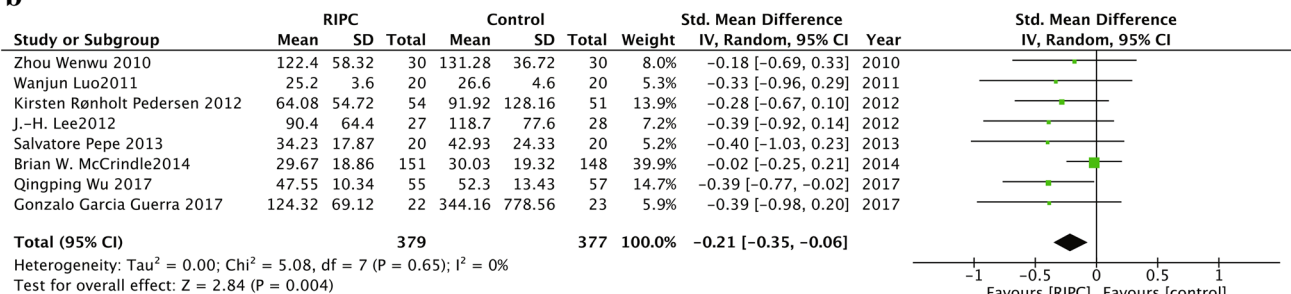 b
RIPC Control Std. Mean Difference Std. Mean Difference
Study or Subgroup Mean SD Total Mean SD Total Weight IV, Random, 95% CI Year IV, Random, 95% CI
Zhou Wenwu 2010 122.4 58.32 30 131.28 36.72 30 8.0% −0.18 [−0.69, 0.33] 2010
Wanjun Luo2011 25.2 3.6 20 26.6 4.6 20 5.3% −0.33 [−0.96, 0.29] 2011
Kirsten Rønholt Pedersen 2012 64.08 54.72 54 91.92 128.16 51 13.9% −0.28 [−0.67, 0.10] 2012
J.−H. Lee2012 90.4 64.4 27 118.7 77.6 28 7.2% −0.39 [−0.92, 0.14] 2012
Salvatore Pepe 2013 34.23 17.87 20 42.93 24.33 20 5.2% −0.40 [−1.03, 0.23] 2013
Brian W. McCrindle2014 29.67 18.86 151 30.03 19.32 148 39.9% −0.02 [−0.25, 0.21] 2014
Qingping Wu 2017 47.55 10.34 55 52.3 13.43 57 14.7% −0.39 [−0.77, −0.02] 2017
Gonzalo Garcia Guerra 2017 124.32 69.12 22 344.16 778.56 23 5.9% −0.39 [−0.98, 0.20] 2017
Total (95% CI) 379 377 100.0% −0.21 [−0.35, −0.06]
Heterogeneity: Tau² = 0.00; Chi² = 5.08, df = 7 (P = 0.65); I² = 0%
Test for overall effect: Z = 2.84 (P = 0.004)
−1 −0.5 0 0.5 1
Favours [RIPC] Favours [control]